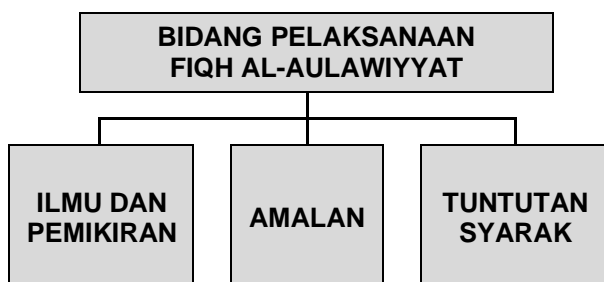 BIDANG PELAKSANAAN
FIQH AL-AULAWIYYAT
ILMU DAN
PEMIKIRAN
AMALAN
TUNTUTAN
SYARAK